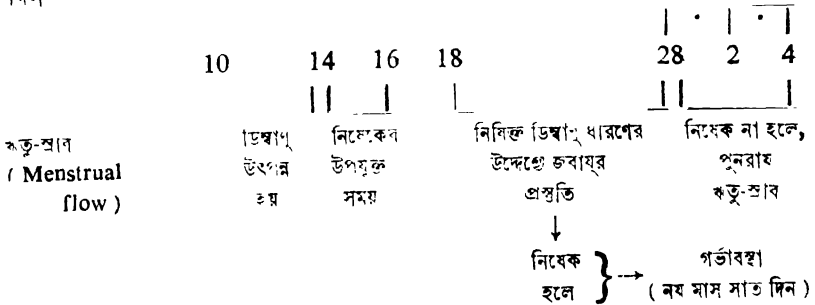 10 14 16 18 28 2 4
ঋতু-স্রাব ডিম্বাণু নিষেকের নিষিক্ত ডিম্বাণু ধারণের নিষেক না হলে,
( Menstrual উৎপন্ন উপযুক্ত উদ্দেশ্যে জরায়ুর পুনরায়
flow ) হয় সময় প্রস্তুতি ঋতু-স্রাব
নিষেক গর্ভাবস্থা
হলে ( নয় মাস সাত দিন )